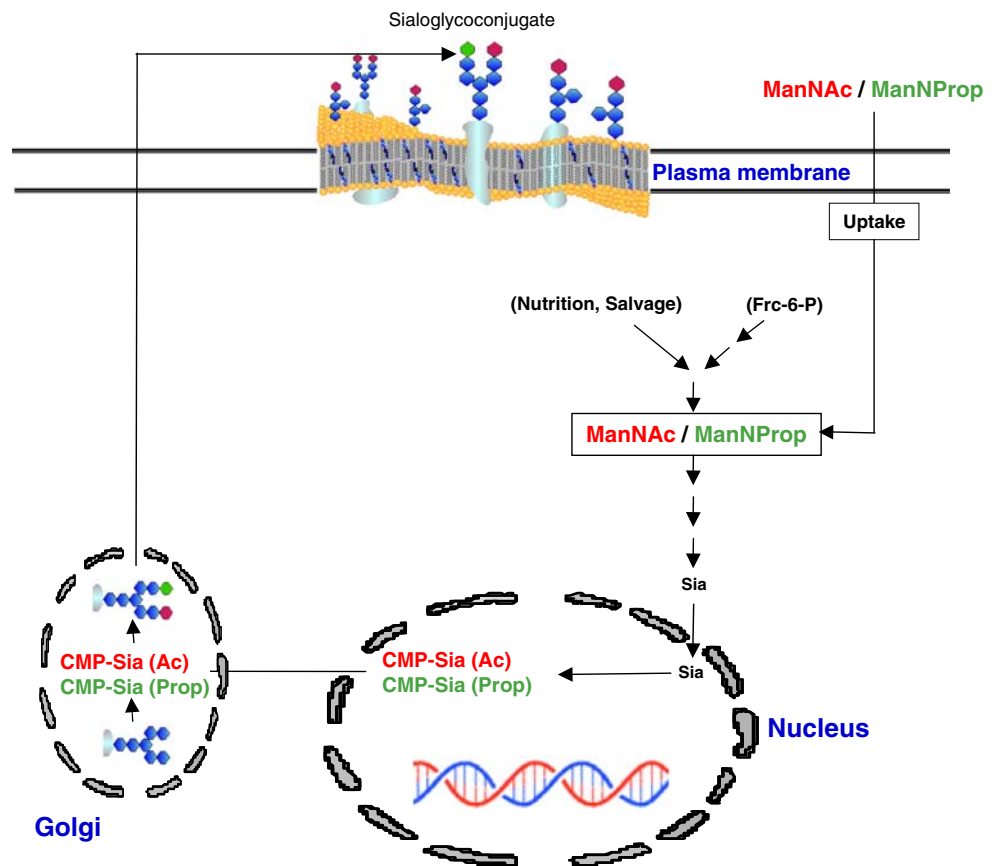 Sialoglycoconjugate
ManNAc / ManNProp
Plasma membrane
Uptake
(Nutrition, Salvage)
(Frc-6-P)
ManNAc / ManNProp
Sia
Sia
CMP-Sia (Ac)
CMP-Sia (Prop)
CMP-Sia (Ac)
CMP-Sia (Prop)
Nucleus
Golgi